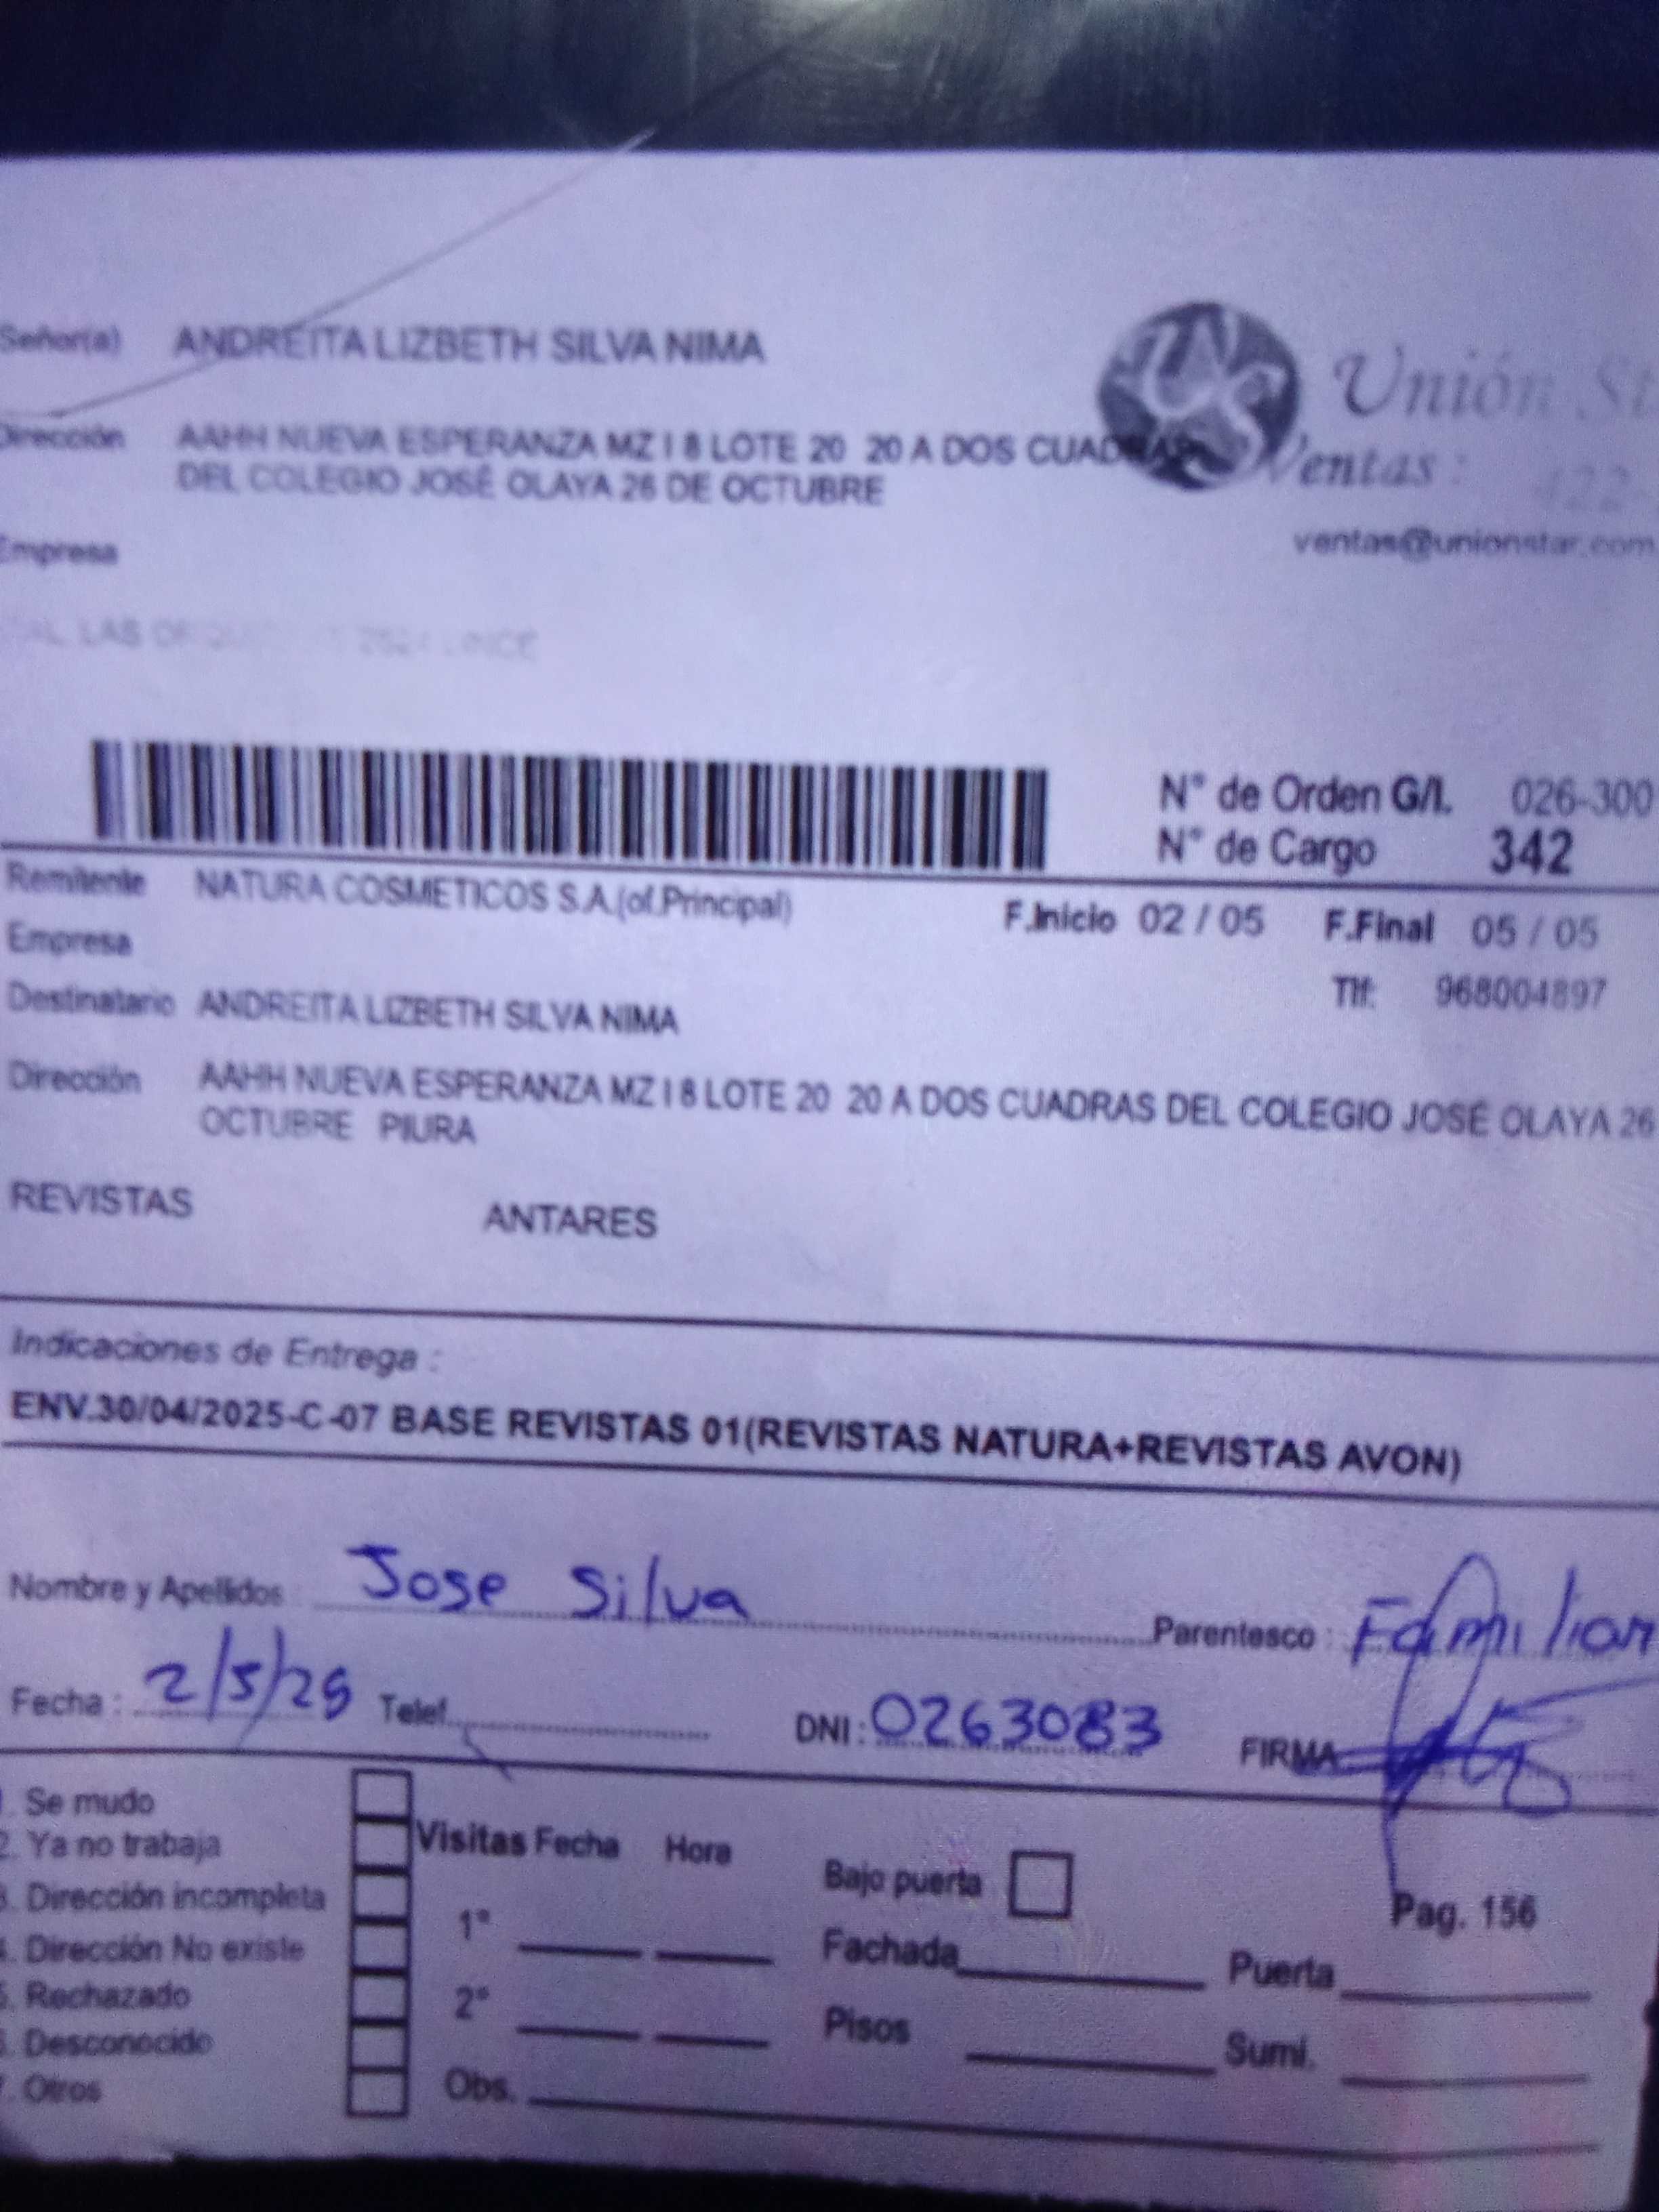 Señor(a) ANDREITA LIZBETH SILVA NIMA
Unión
Dirección AAHH NUEVA ESPERANZA MZ I 8 LOTE 20 20 A DOS CUADRAS
DEL COLEGIO JOSÉ OLAYA 26 DE OCTUBRE
Ventas :
Empresa
ventas@unionstar.com
N° de Orden G/I. 026-300
N° de Cargo 342
Remitente NATURA COSMETICOS S.A.(of.Principal)
F.Inicio 02 / 05 F.Final 05 / 05
Empresa
Tlf: 968004897
Destinatario ANDREITA LIZBETH SILVA NIMA
Dirección AAHH NUEVA ESPERANZA MZ I 8 LOTE 20 20 A DOS CUADRAS DEL COLEGIO JOSÉ OLAYA 26
OCTUBRE PIURA
REVISTAS ANTARES
Indicaciones de Entrega :
ENV.30/04/2025-C-07 BASE REVISTAS 01(REVISTAS NATURA+REVISTAS AVON)
Nombre y Apellidos : Jose Silva Parentesco : Familiar
Fecha : 2/5/25 Telef. DNI : 0263083 FIRMA
. Se mudo
2. Ya no trabaja
Visitas Fecha Hora
Bajo puerta
3. Dirección incompleta
1°
Pag. 156
. Dirección No existe
Fachada Puerta
5. Rechazado
2°
Pisos Sumi.
. Desconocido
. Otros
Obs.